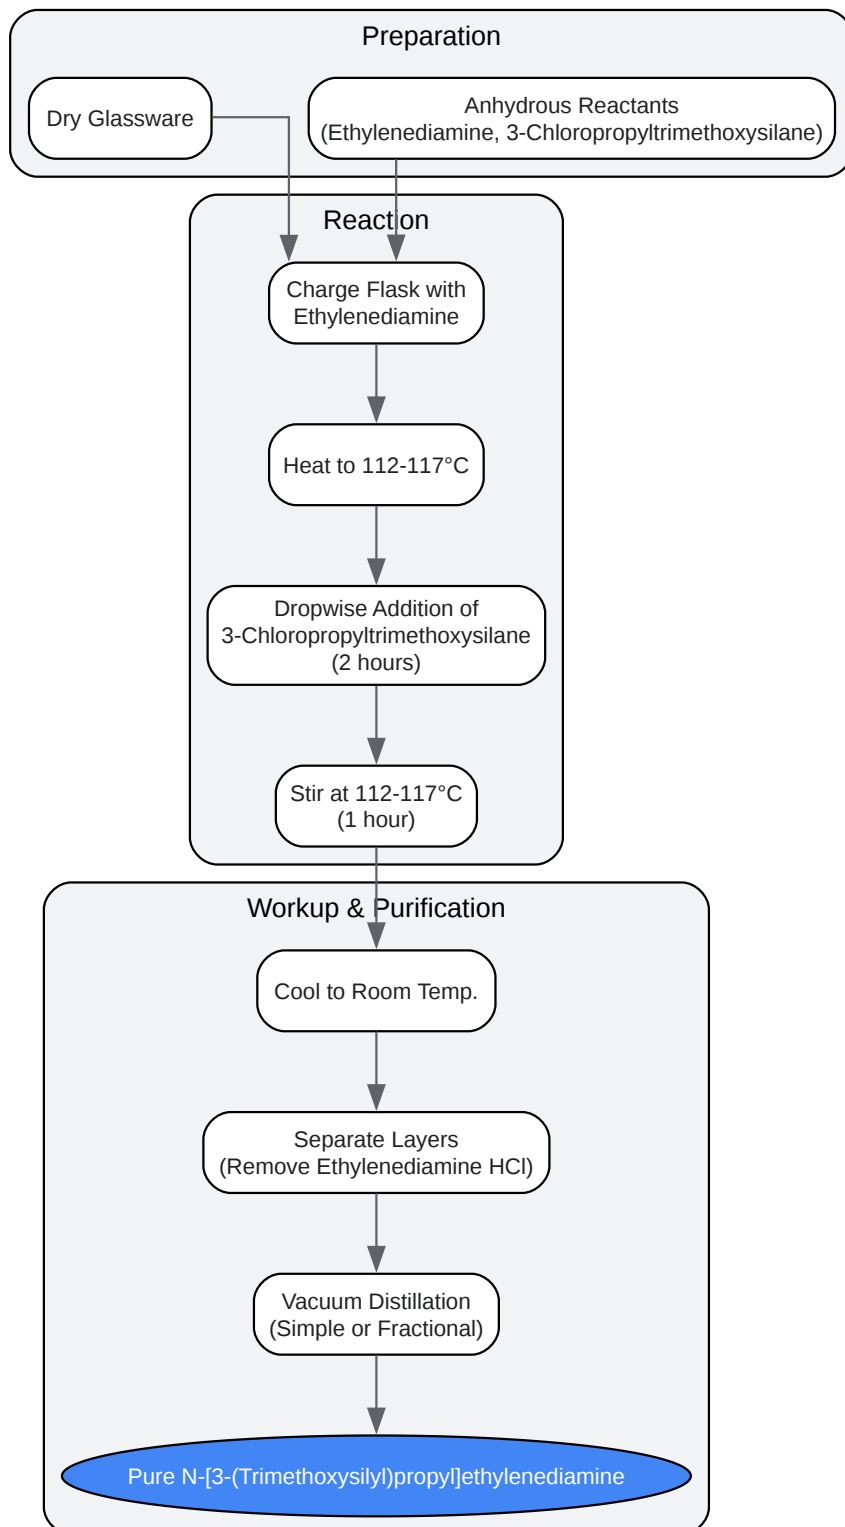 Preparation
Dry Glassware
Anhydrous Reactants
(Ethylenediamine, 3-Chloropropyltrimethoxysilane)
Reaction
Charge Flask with
Ethylenediamine
Heat to 112-117°C
Dropwise Addition of
3-Chloropropyltrimethoxysilane
(2 hours)
Stir at 112-117°C
(1 hour)
Workup & Purification
Cool to Room Temp.
Separate Layers
(Remove Ethylenediamine HCl)
Vacuum Distillation
(Simple or Fractional)
Pure N-[3-(Trimethoxysilyl)propyl]ethylenediamine